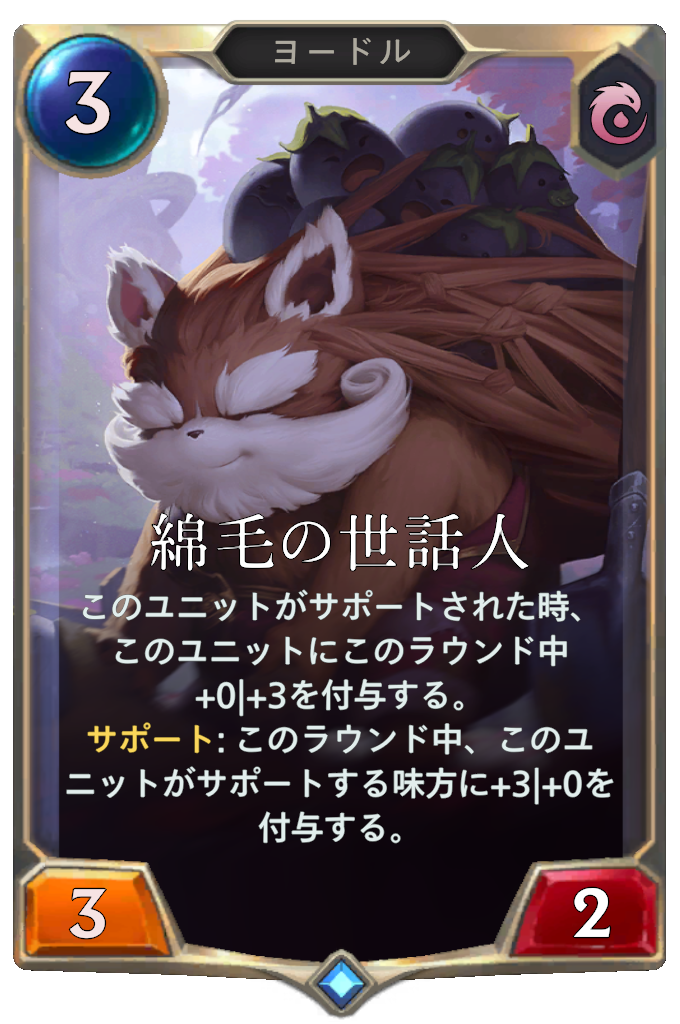 3
ヨードル
綿毛の世話人
このユニットがサポートされた時、
このユニットにこのラウンド中
+0|+3を付与する。
サポート: このラウンド中、このユ
ニットがサポートする味方に+3|+0を
付与する。
3
2